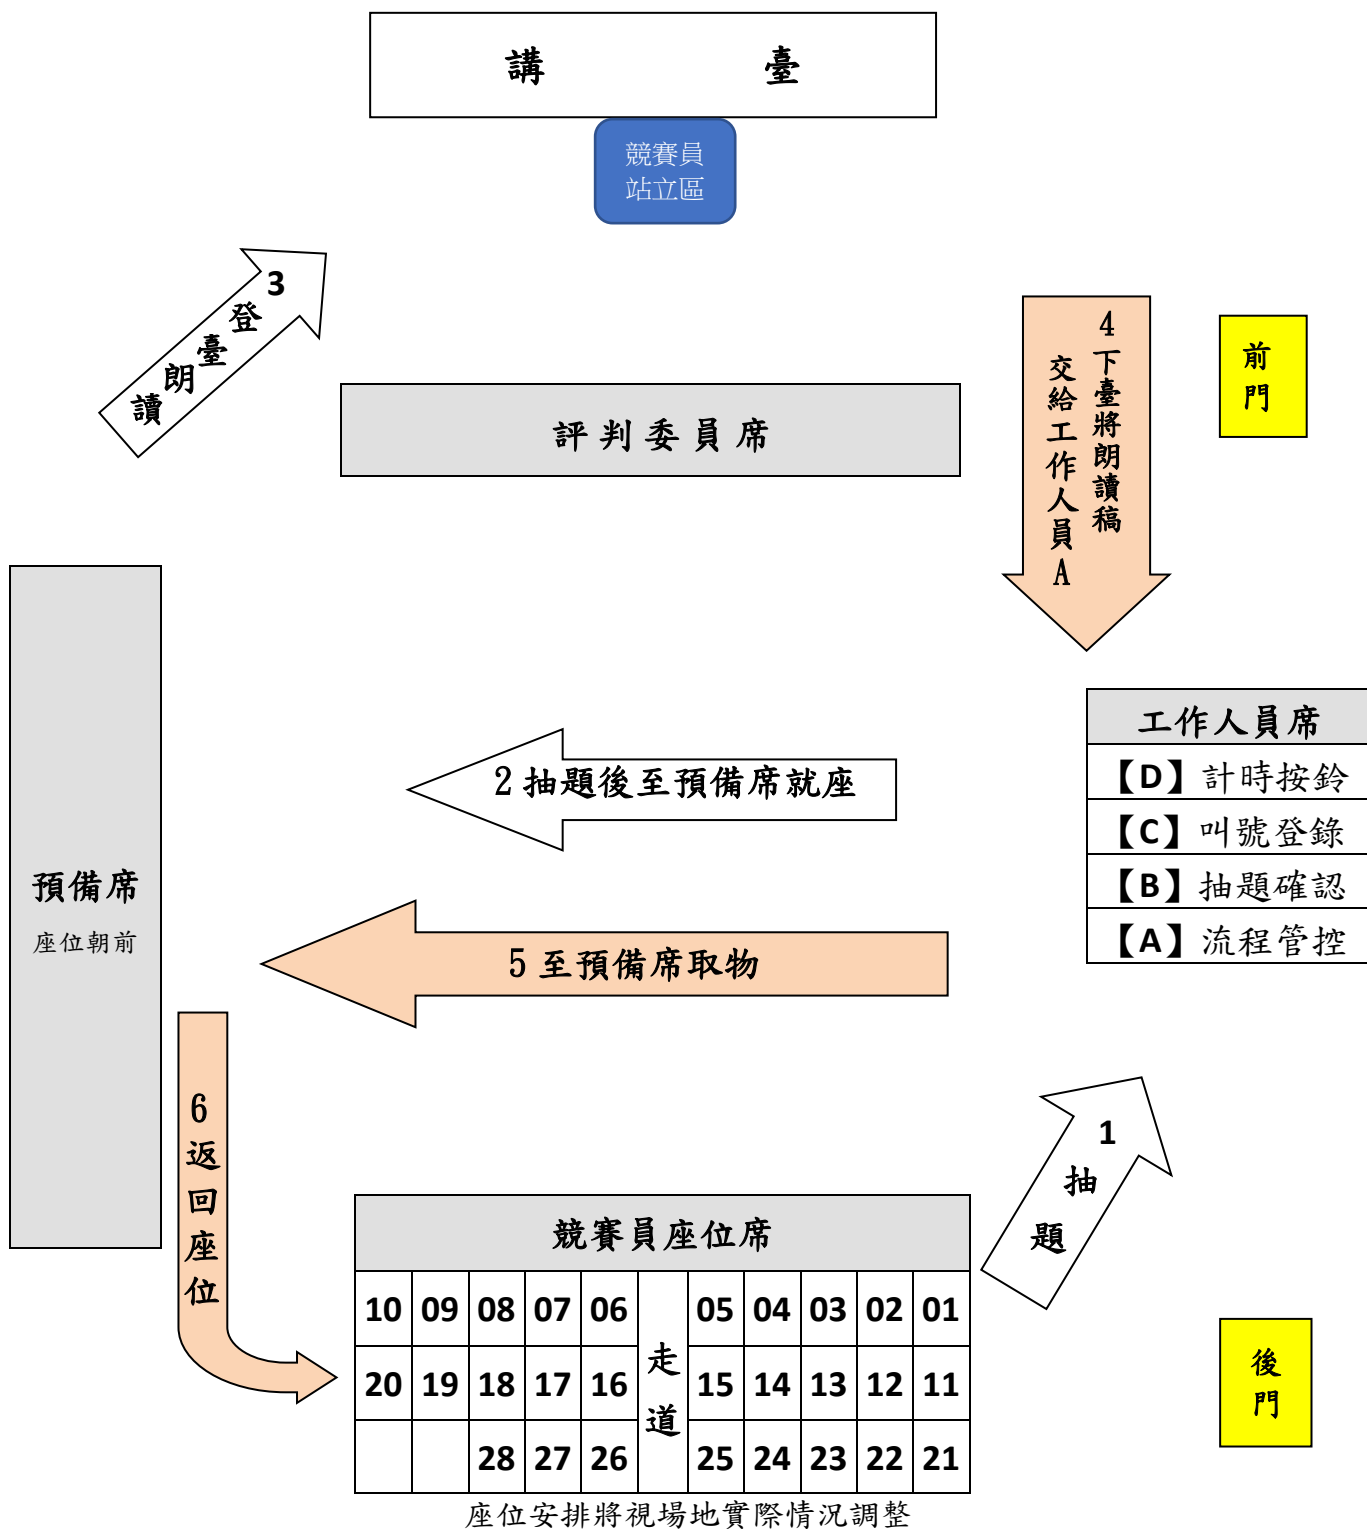 講 臺
競賽員
站立區
3
登臺朗讀
4下臺將朗讀稿
交給工作人員A
前門
評判委員席
工作人員席
【D】計時按鈴
【C】叫號登錄
【B】抽題確認
【A】流程管控
2抽題後至預備席就座
預備席
座位朝前
5至預備席取物
6返回座位
1
抽題
競賽員座位席
10 09 08 07 06 05 04 03 02 01
20 19 18 17 16 15 14 13 12 11
28 27 26 25 24 23 22 21
走道
後門
座位安排將視場地實際情況調整